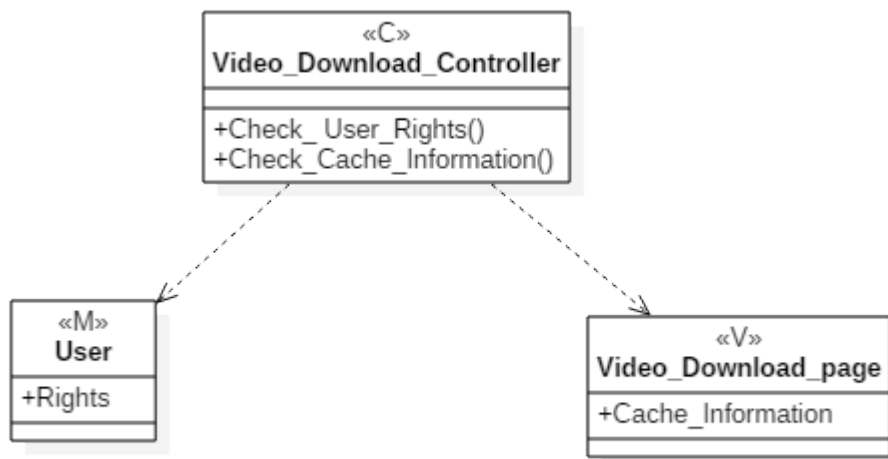 «C»
Video_Download_Controller
+Check_ User_Rights()
+Check_Cache_Information()
«M»
User
+Rights
«V»
Video_Download_page
+Cache_Information